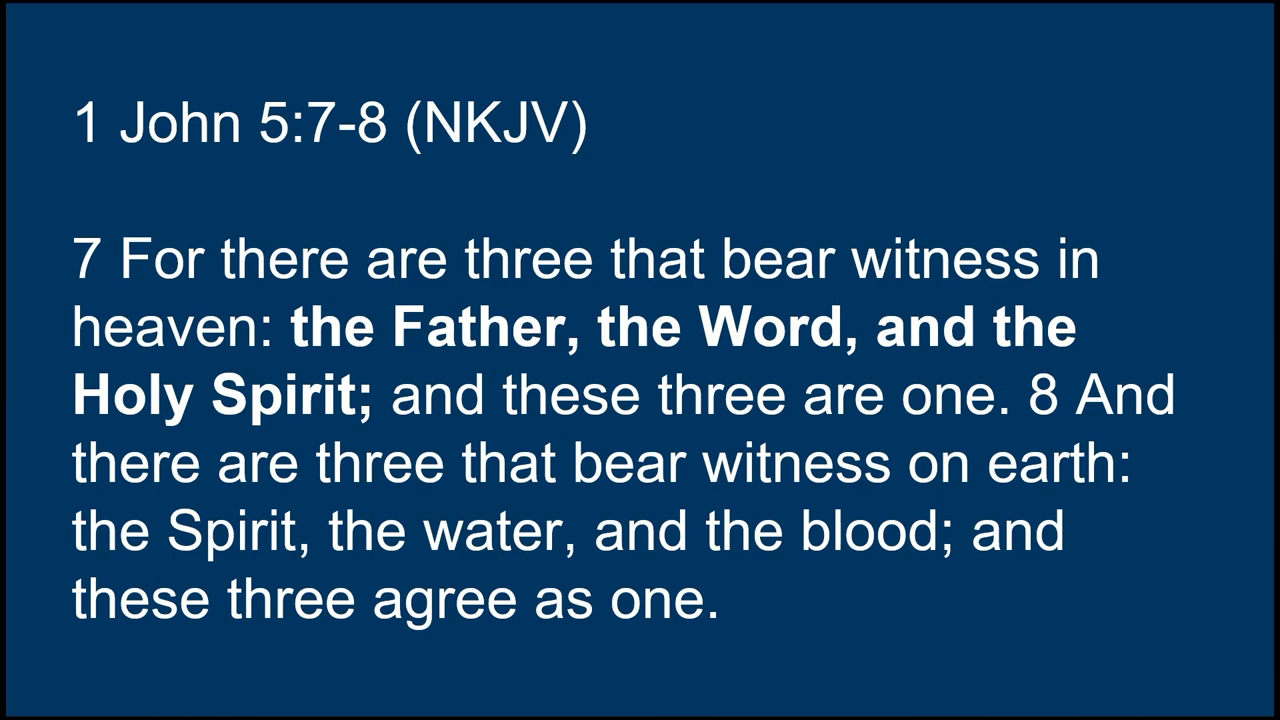 1 John 5:7-8 (NKJV)
7 For there are three that bear witness in
heaven: the Father, the Word, and the
Holy Spirit; and these three are one. 8 And
there are three that bear witness on earth:
the Spirit, the water, and the blood; and
these three agree as one.